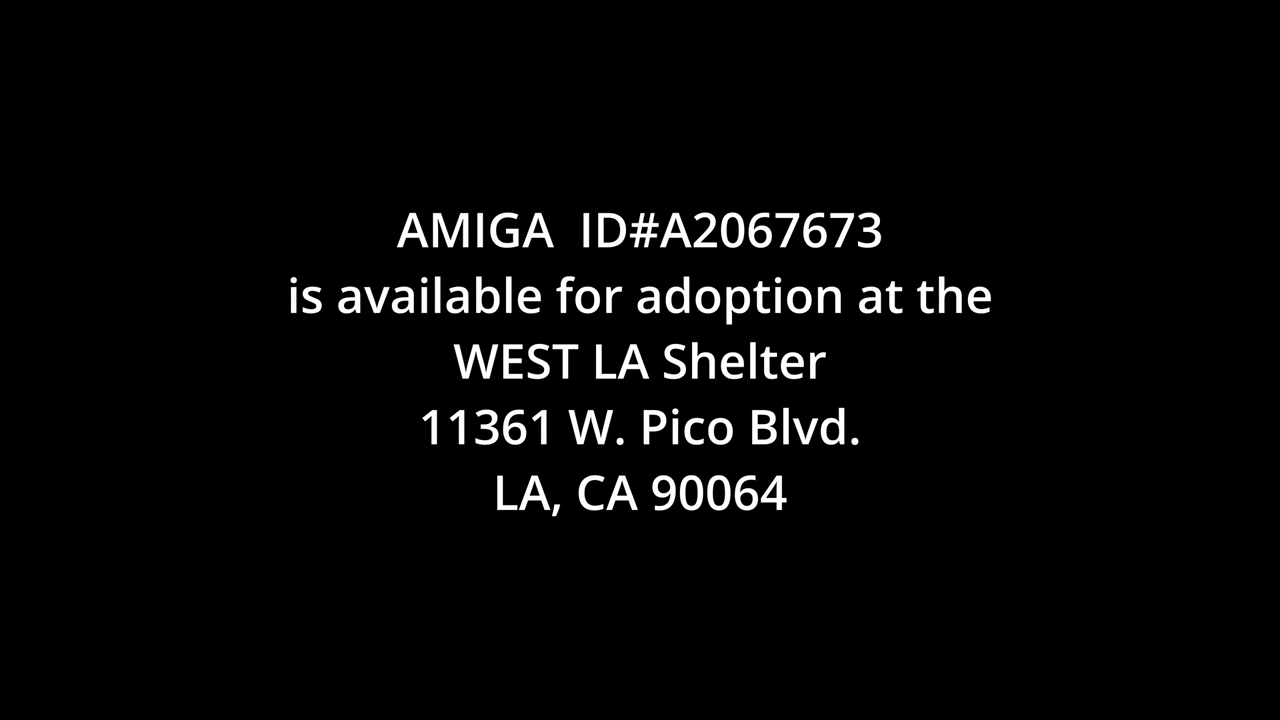 AMIGA  ID#A2067673
is available for adoption at the
WEST LA Shelter
11361 W. Pico Blvd.
LA, CA 90064